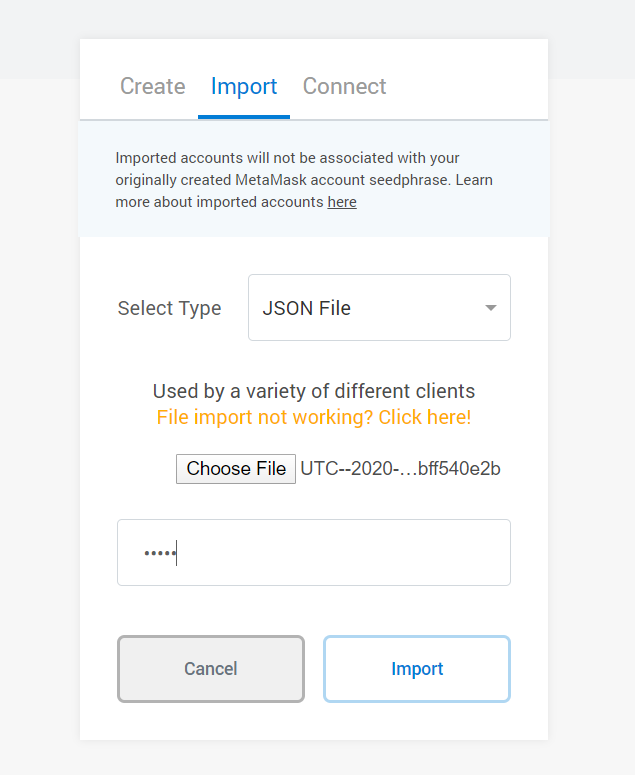 Create Import Connect
Imported accounts will not be associated with your
originally created MetaMask account seedphrase. Learn
more about imported accounts here
Select Type JSON File
Used by a variety of different clients
File import not working? Click here!
Choose File UTC--2020-…bff540e2b
•••••
Cancel Import